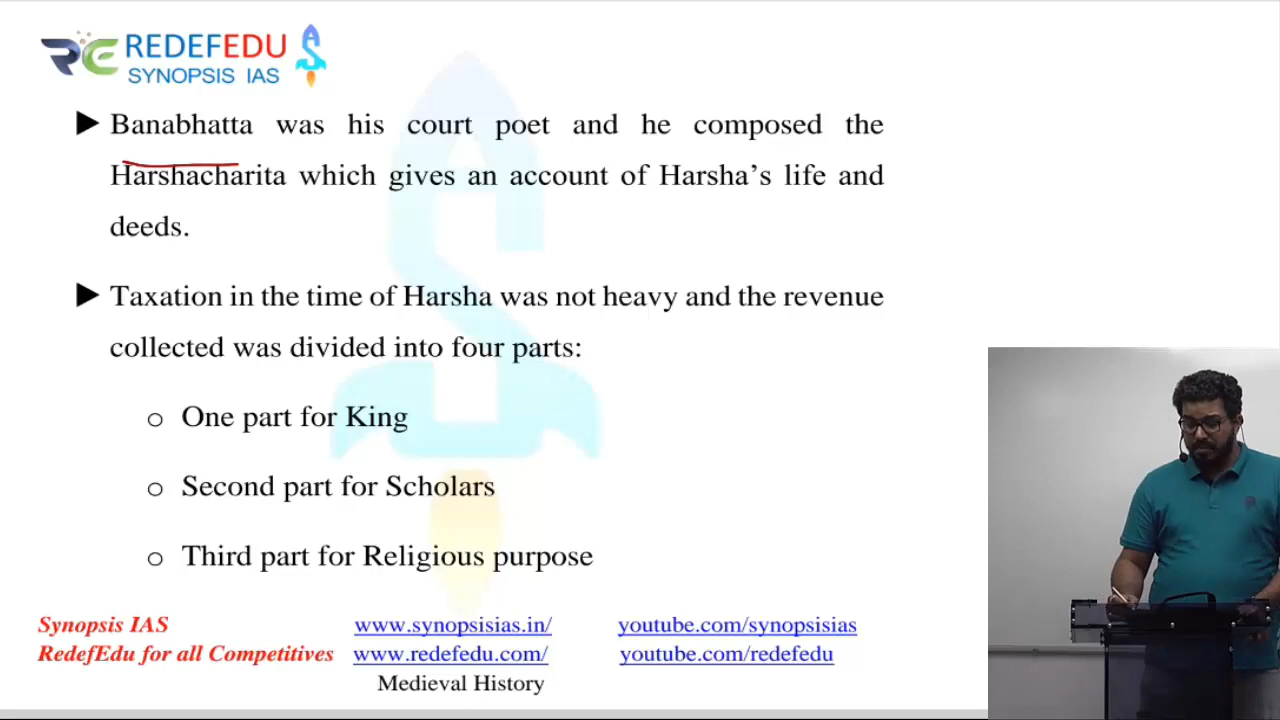 REDEFEDU
SYNOPSIS IAS
Banabhatta was his court poet and he composed the
Harshacharita which gives an account of Harsha’s life and
deeds.
Taxation in the time of Harsha was not heavy and the revenue
collected was divided into four parts:
One part for King
Second part for Scholars
Third part for Religious purpose
Synopsis IAS www.synopsisias.in/ youtube.com/synopsisias
RedefEdu for all Competitives www.redefedu.com/ youtube.com/redefedu
Medieval History